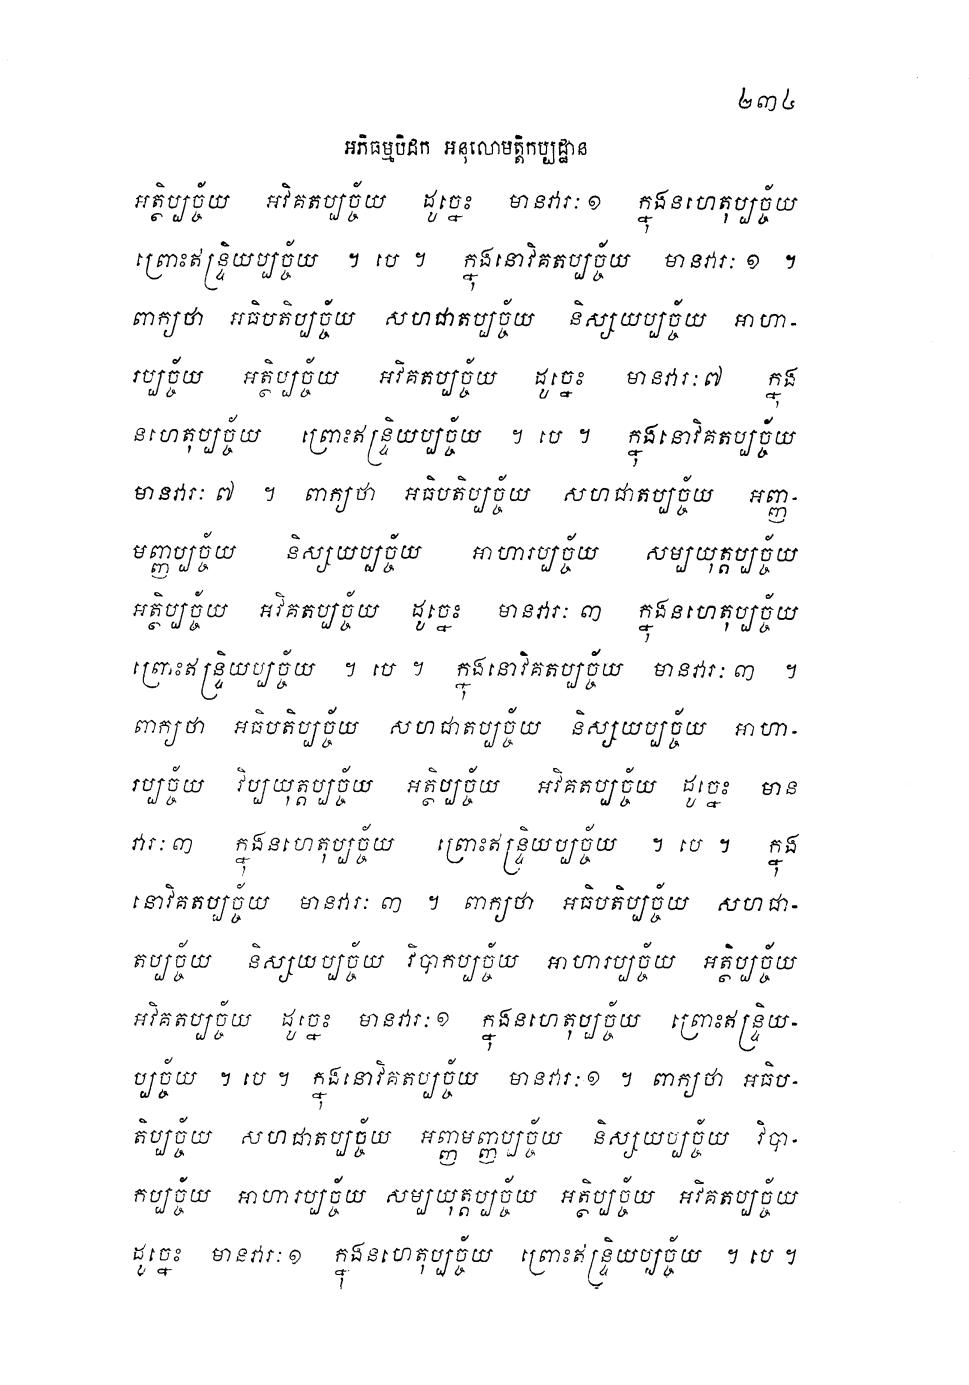 ២៣៤
អភិធម្មបិដក អនុលោមត្តិកប្បដ្ឋាន
អត្ថិប្បច្ច័យ អវិគតប្បច្ច័យ ដូច្នេះ មានវារៈ ១ ក្នុងនហេតុប្បច្ច័យ
ព្រោះឥន្ទ្រិយប្បច្ច័យ ។ បេ ។ ក្នុងនោវិគតប្បច្ច័យ មានវារៈ ១ ។
ពាក្យថា អធិបតិប្បច្ច័យ សហជាតប្បច្ច័យ និស្សយប្បច្ច័យ អាហា-
រប្បច្ច័យ អត្ថិប្បច្ច័យ អវិគតប្បច្ច័យ ដូច្នេះ មានវារៈ ៧ ក្នុង
នហេតុប្បច្ច័យ ព្រោះឥន្ទ្រិយប្បច្ច័យ ។ បេ ។ ក្នុងនោវិគតប្បច្ច័យ
មានវារៈ ៧ ។ ពាក្យថា អធិបតិប្បច្ច័យ សហជាតប្បច្ច័យ អញ្ញ-
មញ្ញប្បច្ច័យ និស្សយប្បច្ច័យ អាហារប្បច្ច័យ សម្បយុត្តប្បច្ច័យ
អត្ថិប្បច្ច័យ អវិគតប្បច្ច័យ ដូច្នេះ មានវារៈ ៣ ក្នុងនហេតុប្បច្ច័យ
ព្រោះឥន្ទ្រិយប្បច្ច័យ ។ បេ ។ ក្នុងនោវិគតប្បច្ច័យ មានវារៈ ៣ ។
ពាក្យថា អធិបតិប្បច្ច័យ សហជាតប្បច្ច័យ និស្សយប្បច្ច័យ អាហា-
រប្បច្ច័យ វិប្បយុត្តប្បច្ច័យ អត្ថិប្បច្ច័យ អវិគតប្បច្ច័យ ដូច្នេះ មាន
វារៈ ៣ ក្នុងនហេតុប្បច្ច័យ ព្រោះឥន្ទ្រិយប្បច្ច័យ ។ បេ ។ ក្នុង
នោវិគតប្បច្ច័យ មានវារៈ ៣ ។ ពាក្យថា អធិបតិប្បច្ច័យ សហជា-
តប្បច្ច័យ និស្សយប្បច្ច័យ វិបាកប្បច្ច័យ អាហារប្បច្ច័យ អត្ថិប្បច្ច័យ
អវិគតប្បច្ច័យ ដូច្នេះ មានវារៈ ១ ក្នុងនហេតុប្បច្ច័យ ព្រោះឥន្ទ្រិយ-
ប្បច្ច័យ ។ បេ ។ ក្នុងនោវិគតប្បច្ច័យ មានវារៈ ១ ។ ពាក្យថា អធិប-
តិប្បច្ច័យ សហជាតប្បច្ច័យ អញ្ញមញ្ញប្បច្ច័យ និស្សយប្បច្ច័យ វិបា-
កប្បច្ច័យ អាហារប្បច្ច័យ សម្បយុត្តប្បច្ច័យ អត្ថិប្បច្ច័យ អវិគតប្បច្ច័យ
ដូច្នេះ មានវារៈ ១ ក្នុងនហេតុប្បច្ច័យ ព្រោះឥន្ទ្រិយប្បច្ច័យ ។ បេ ។